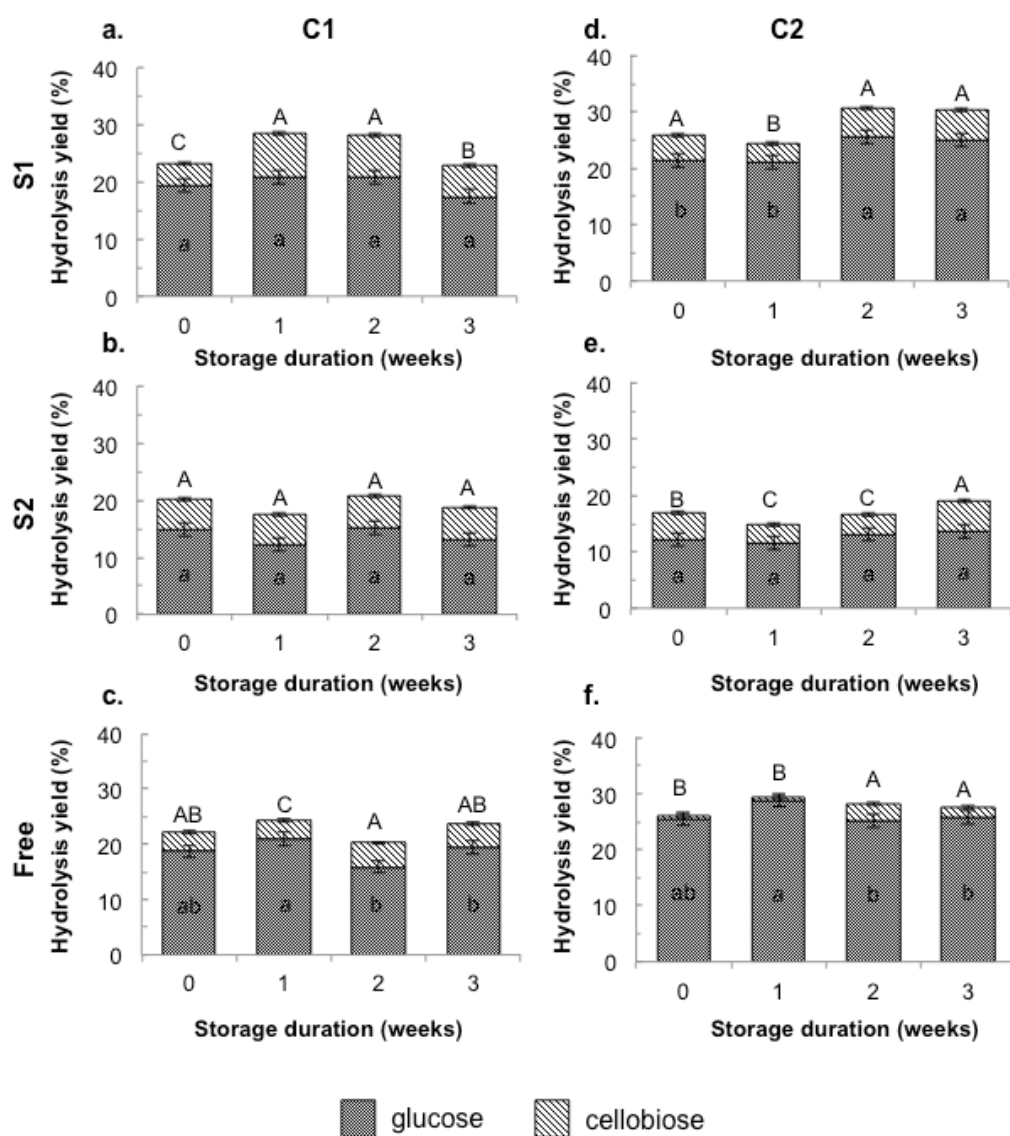 a. C1 d. C2
S1
Hydrolysis yield (%)
40
30
20
10
0
C A A B
a a a a
0 1 2 3
Storage duration (weeks)
Hydrolysis yield (%)
40
30
20
10
0
A B A A
b b a a
0 1 2 3
Storage duration (weeks)
b. e.
S2
Hydrolysis yield (%)
40
30
20
10
0
A A A A
a a a a
0 1 2 3
Storage duration (weeks)
Hydrolysis yield (%)
40
30
20
10
0
B C C A
a a a a
0 1 2 3
Storage duration (weeks)
c. f.
Free
Hydrolysis yield (%)
40
30
20
10
0
AB C A AB
ab a b b
0 1 2 3
Storage duration (weeks)
Hydrolysis yield (%)
40
30
20
10
0
B B A A
ab a b b
0 1 2 3
Storage duration (weeks)
glucose cellobiose